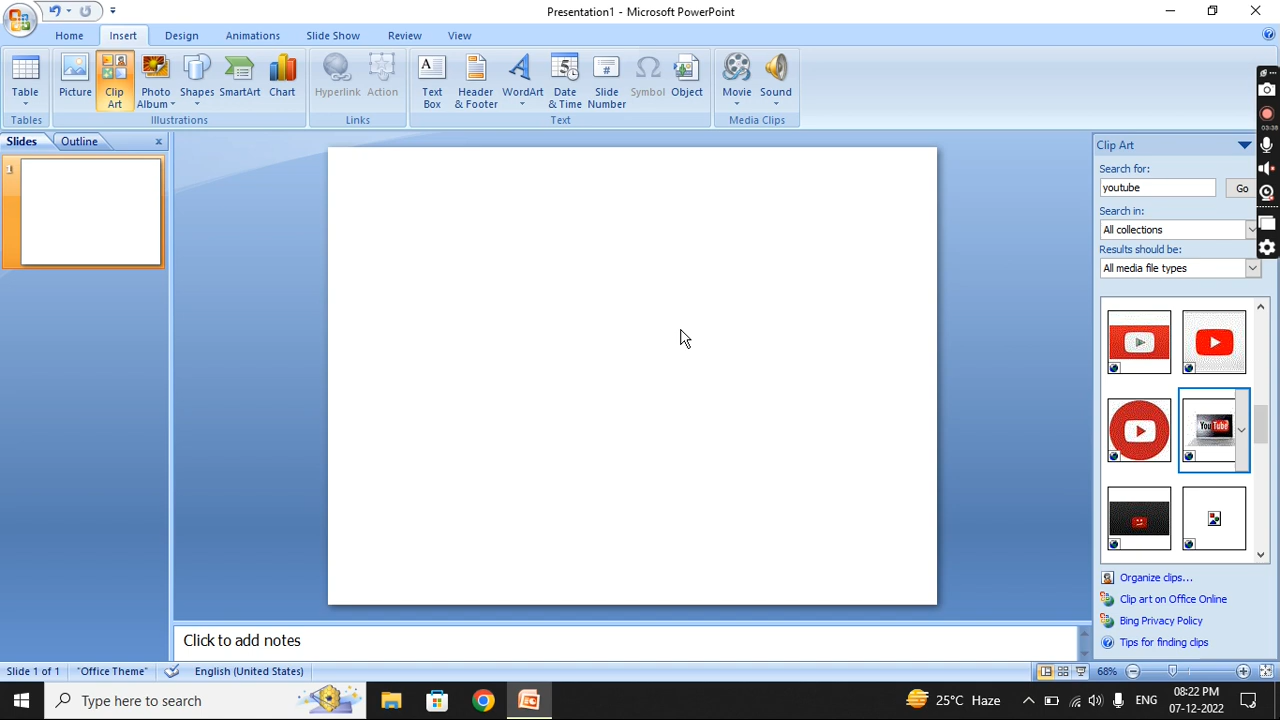 Presentation1 - Microsoft PowerPoint
Home Insert Design Animations Slide Show Review View
Table Picture Clip Art Photo Album Shapes SmartArt Chart Hyperlink Action Text Box Header & Footer WordArt Date & Time Slide Number Symbol Object Movie Sound
Tables Illustrations Links Text Media Clips
Slides Outline
1
Clip Art
Search for:
youtube Go
Search in:
All collections
Results should be:
All media file types
03:38
YouTube
Organize clips...
Clip art on Office Online
Bing Privacy Policy
Tips for finding clips
Click to add notes
Slide 1 of 1 "Office Theme" English (United States) 68%
Type here to search
25°C Haze
ENG
08:22 PM
07-12-2022